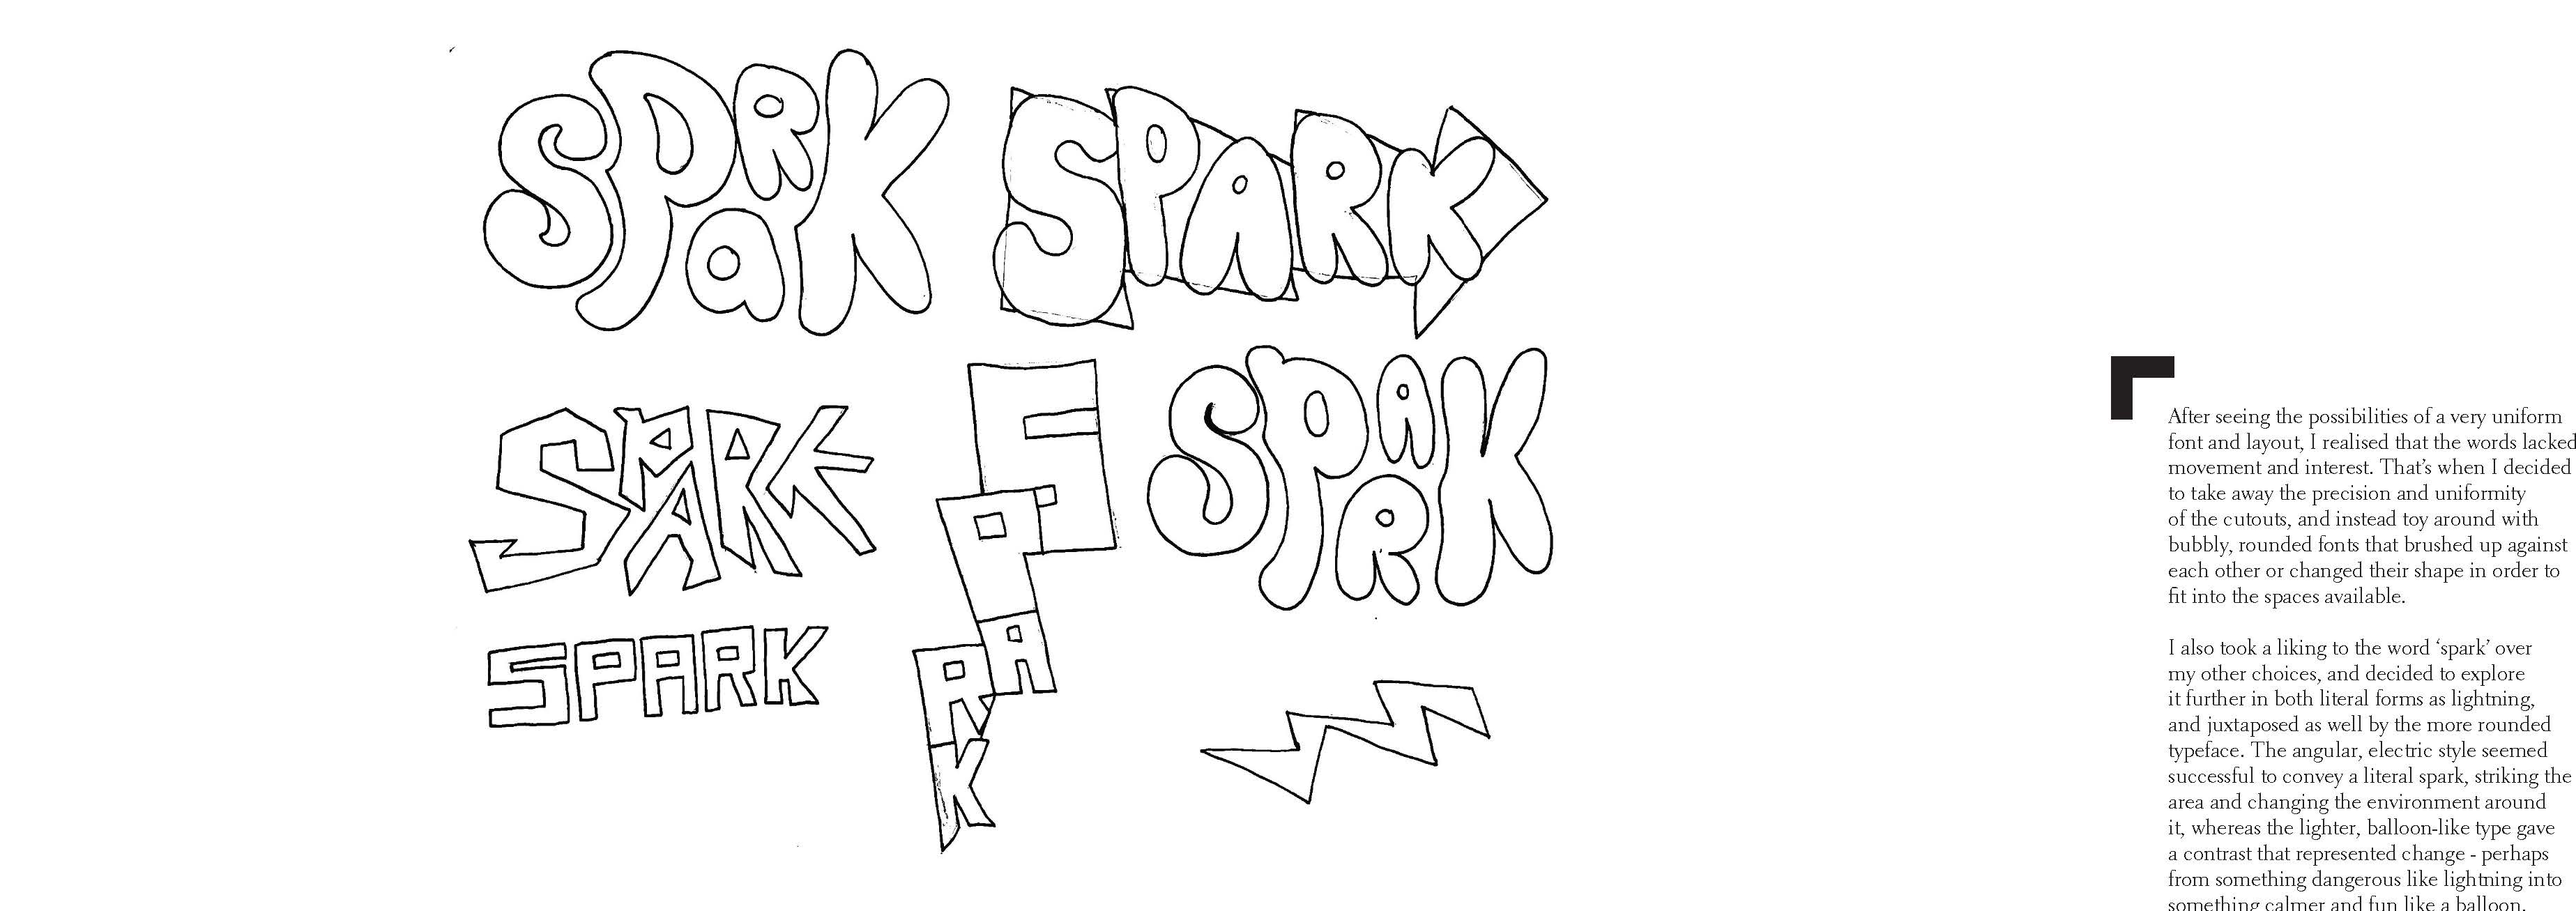 SPaRK
SPARK
SPARK
SPARK
SPARK
SPARK
After seeing the possibilities of a very uniform
font and layout, I realised that the words lacked
movement and interest. That’s when I decided
to take away the precision and uniformity
of the cutouts, and instead toy around with
bubbly, rounded fonts that brushed up against
each other or changed their shape in order to
fit into the spaces available.
I also took a liking to the word ‘spark’ over
my other choices, and decided to explore
it further in both literal forms as lightning,
and juxtaposed as well by the more rounded
typeface. The angular, electric style seemed
successful to convey a literal spark, striking the
area and changing the environment around
it, whereas the lighter, balloon-like type gave
a contrast that represented change - perhaps
from something dangerous like lightning into
something calmer and fun like a balloon.